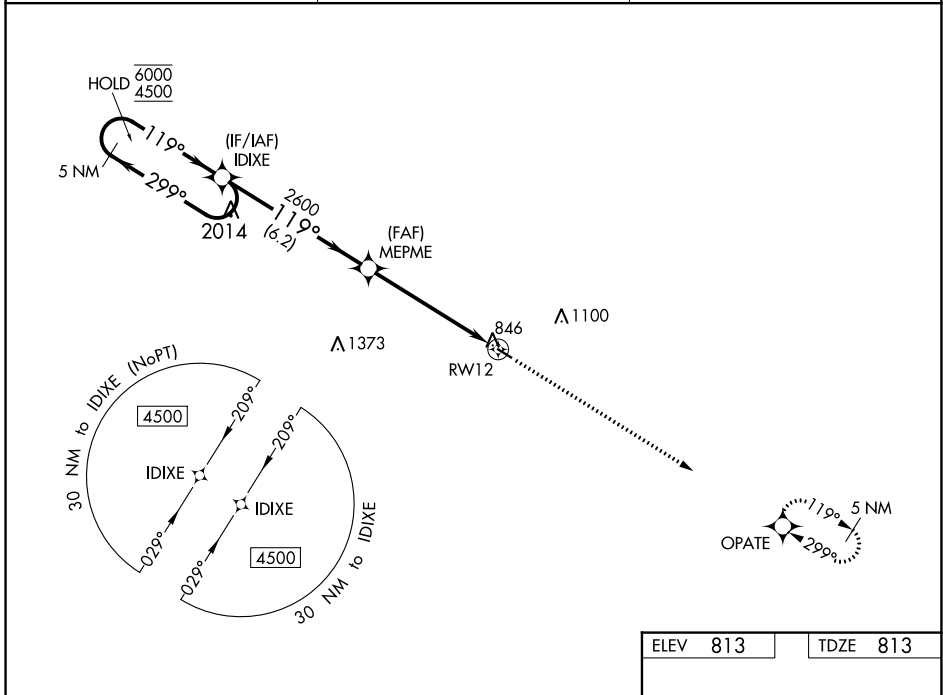 HOLD 6000
4500
119°
5 NM
299°
(IF/IAF)
IDIXE
2014
2600
119°
(6.2)
(FAF)
MEPME
1373
846
RW12
1100
30 NM to IDIXE (NoPT)
4500
209°
IDIXE
029°
209°
IDIXE
4500
029°
30 NM to IDIXE
OPATE
119°
299°
5 NM
ELEV 813
TDZE 813